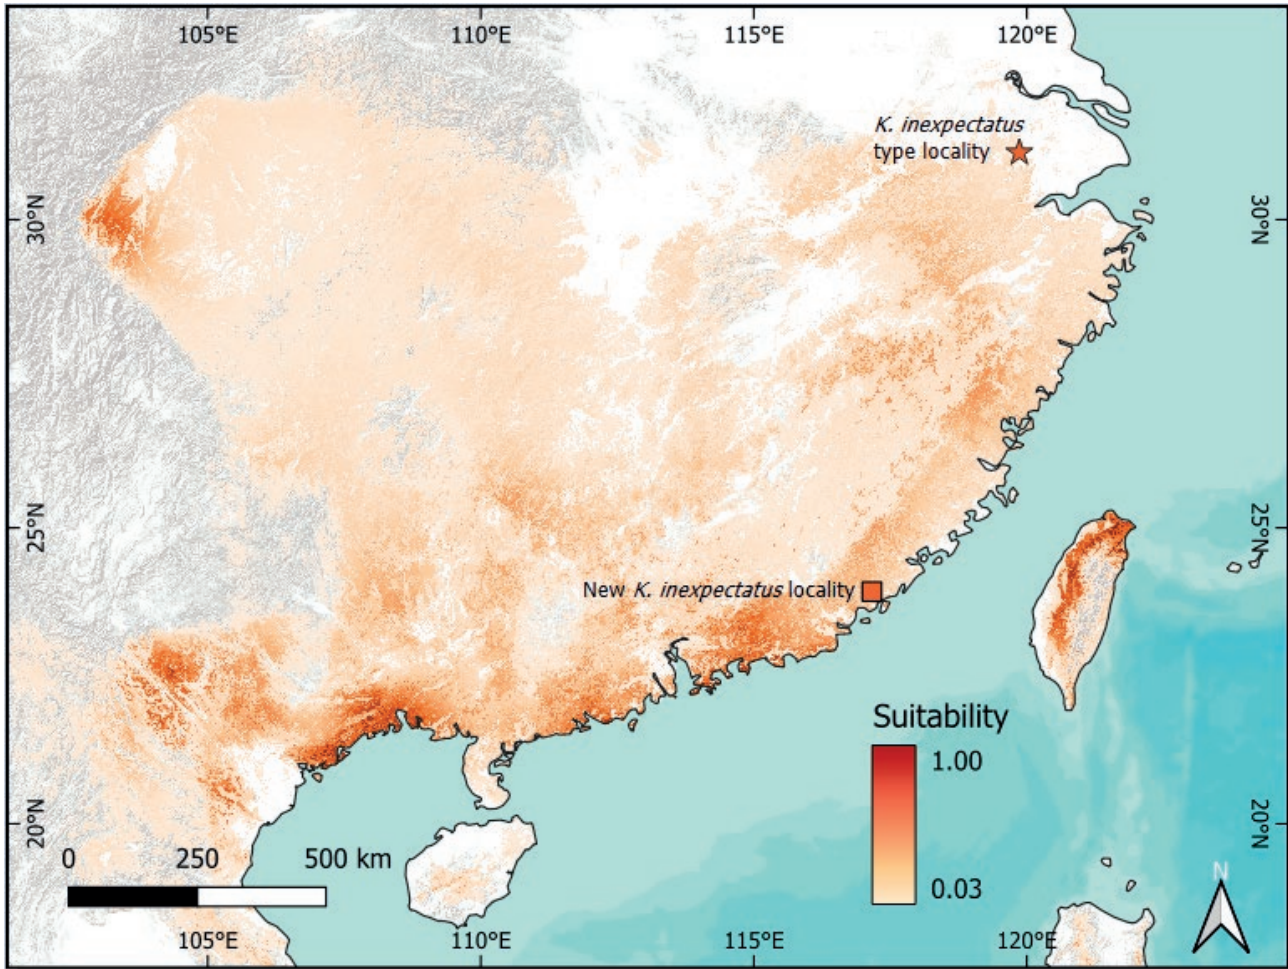 105°E
110°E
115°E
120°E
K. inexpectatus
type locality
30°N
30°N
25°N
25°N
New K. inexpectatus locality
Suitability
1.00
0.03
20°N
20°N
0
250
500 km
N
105°E
110°E
115°E
120°E